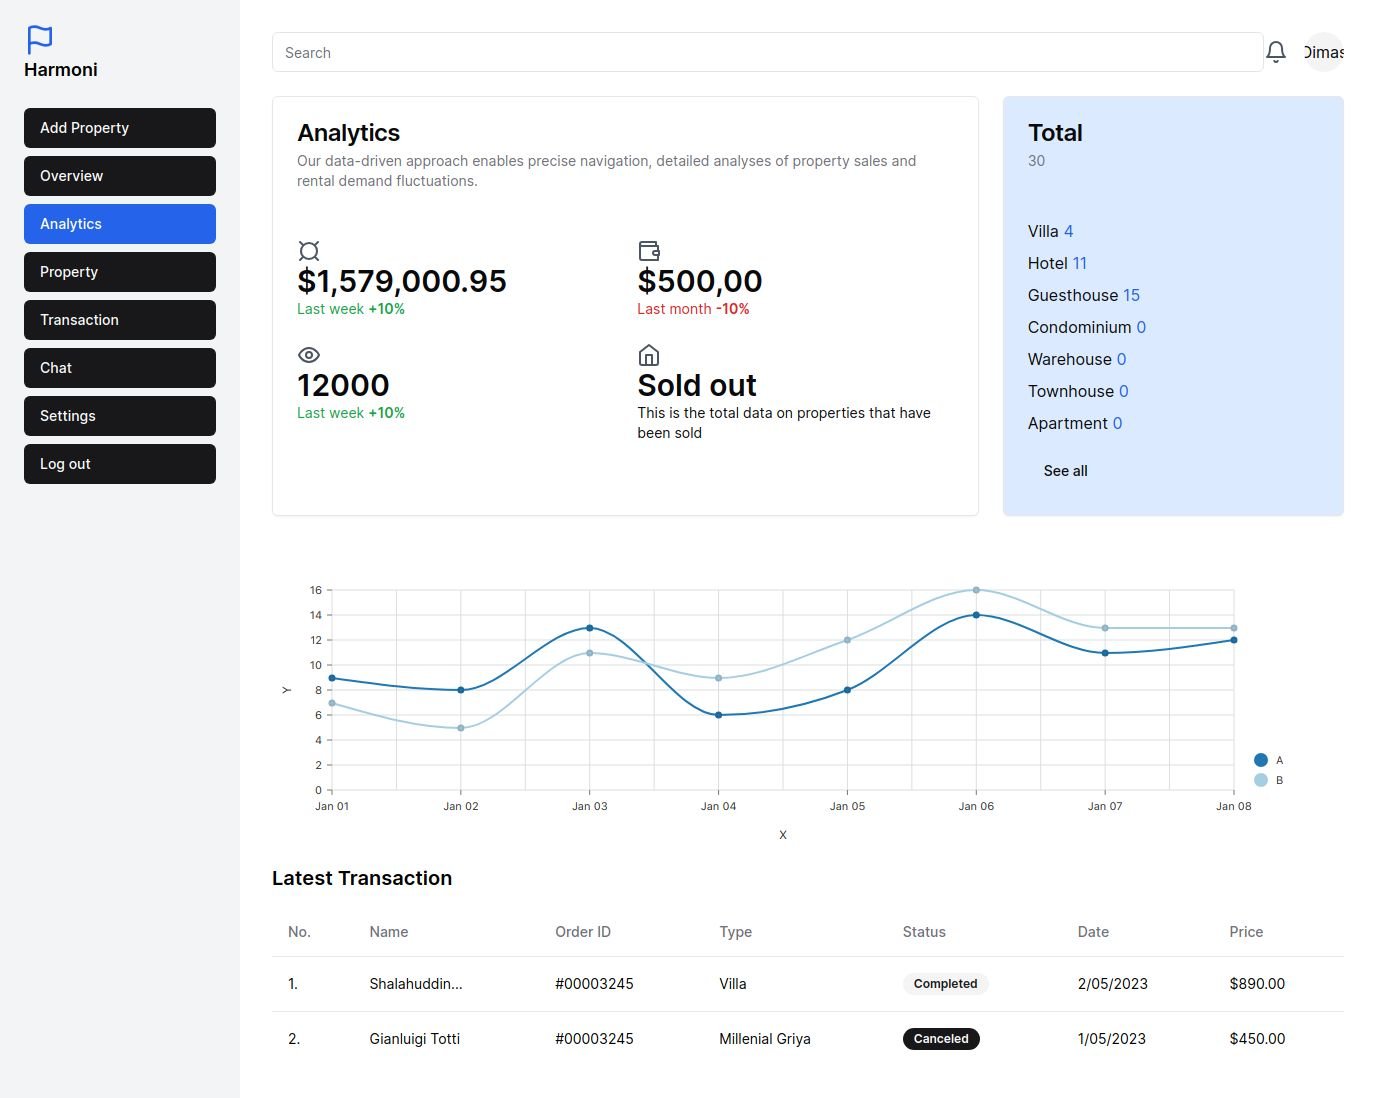 Harmoni
Add Property
Overview
Analytics
Property
Transaction
Chat
Settings
Log out
Search
Dimas
Analytics
Our data-driven approach enables precise navigation, detailed analyses of property sales and
rental demand fluctuations.
$1,579,000.95
Last week +10%
$500,00
Last month -10%
12000
Last week +10%
Sold out
This is the total data on properties that have
been sold
Total
30
Villa 4
Hotel 11
Guesthouse 15
Condominium 0
Warehouse 0
Townhouse 0
Apartment 0
See all
16
14
12
10
8
6
4
2
0
Y
Jan 01 Jan 02 Jan 03 Jan 04 Jan 05 Jan 06 Jan 07 Jan 08
X
A
B
Latest Transaction
No. Name Order ID Type Status Date Price
1. Shalahuddin... #00003245 Villa Completed 2/05/2023 $890.00
2. Gianluigi Totti #00003245 Millenial Griya Canceled 1/05/2023 $450.00